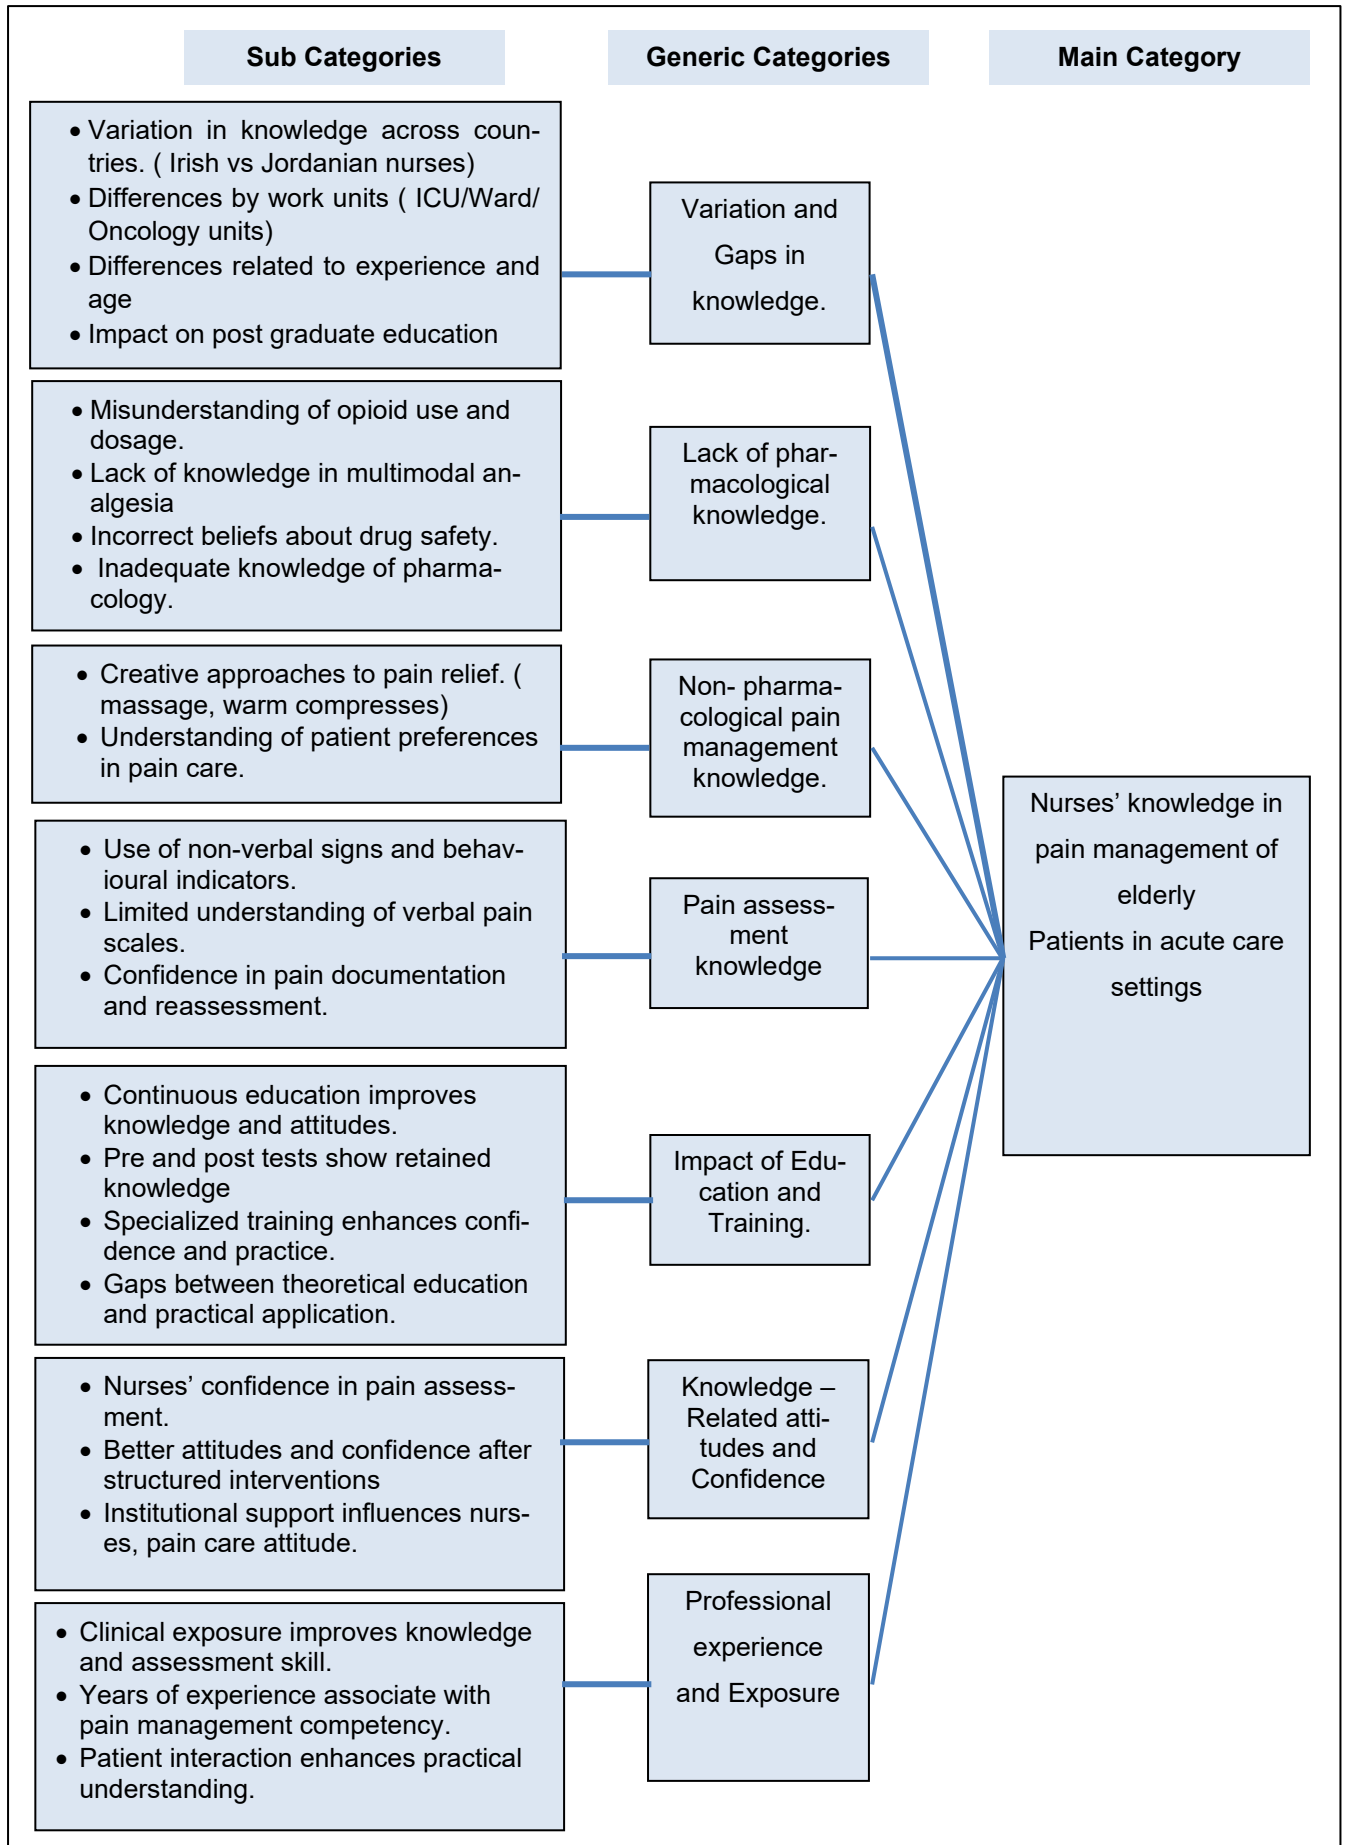 Sub Categories
Generic Categories
Main Category
• Variation in knowledge across coun-
tries. ( Irish vs Jordanian nurses)
• Differences by work units ( ICU/Ward/
Oncology units)
• Differences related to experience and
age
• Impact on post graduate education
Variation and
Gaps in
knowledge.
• Misunderstanding of opioid use and
dosage.
• Lack of knowledge in multimodal an-
algesia
• Incorrect beliefs about drug safety.
• Inadequate knowledge of pharma-
cology.
Lack of phar-
macological
knowledge.
• Creative approaches to pain relief. (
massage, warm compresses)
• Understanding of patient preferences
in pain care.
Non- pharma-
cological pain
management
knowledge.
• Use of non-verbal signs and behav-
ioural indicators.
• Limited understanding of verbal pain
scales.
• Confidence in pain documentation
and reassessment.
Pain assess-
ment
knowledge
Nurses’ knowledge in
pain management of
elderly
Patients in acute care
settings
• Continuous education improves
knowledge and attitudes.
• Pre and post tests show retained
knowledge
• Specialized training enhances confi-
dence and practice.
• Gaps between theoretical education
and practical application.
Impact of Edu-
cation and
Training.
• Nurses’ confidence in pain assess-
ment.
• Better attitudes and confidence after
structured interventions
• Institutional support influences nurs-
es, pain care attitude.
Knowledge –
Related atti-
tudes and
Confidence
• Clinical exposure improves knowledge
and assessment skill.
• Years of experience associate with
pain management competency.
• Patient interaction enhances practical
understanding.
Professional
experience
and Exposure